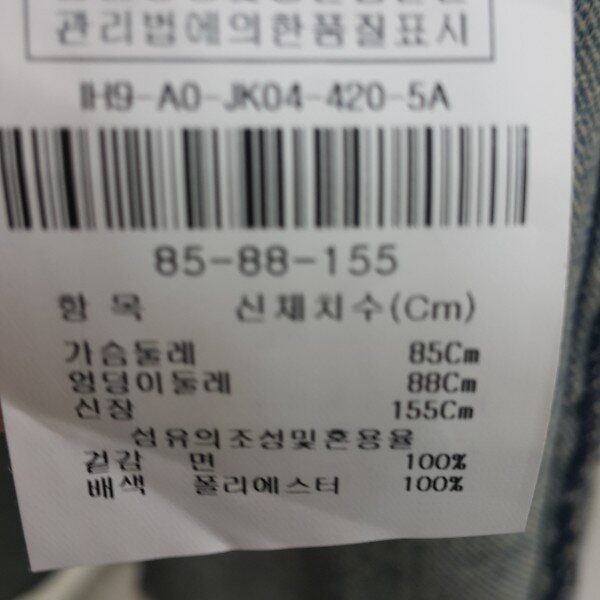 관리법에의한품질표시
IH9-A0-JK04-420-5A
85-88-155
항 목 신체치수(Cm)
가슴둘레 85Cm
엉덩이둘레 88Cm
신장 155Cm
섬유의조성및혼용율
겉감 면 100%
배색 폴리에스터 100%